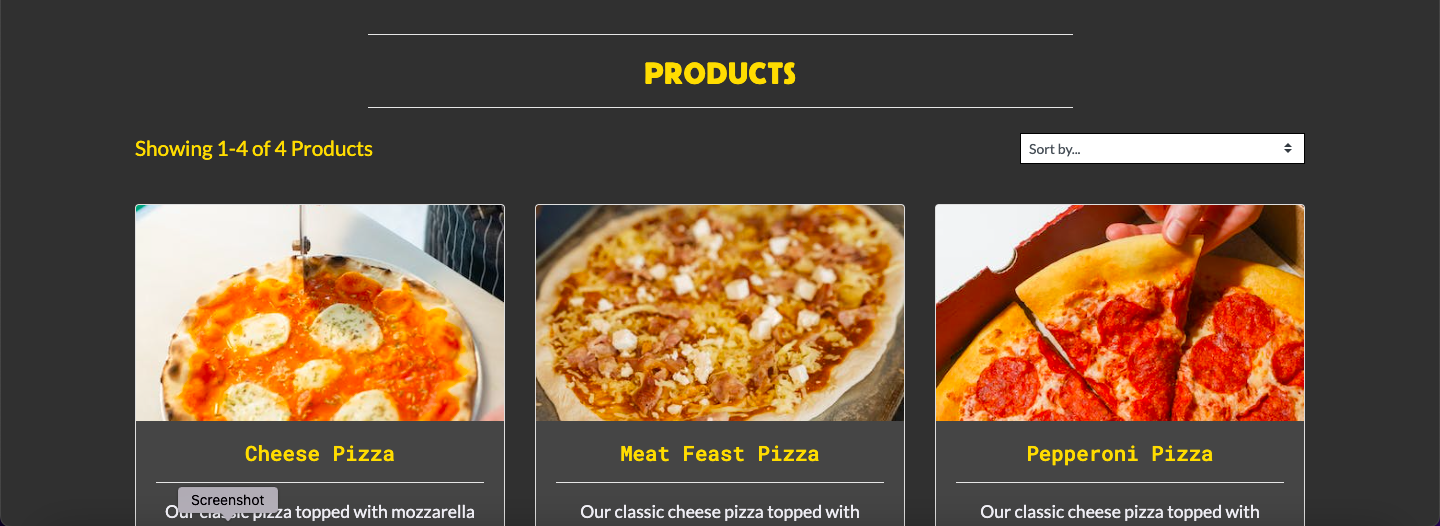 PRODUCTS
Showing 1-4 of 4 Products
Sort by...
Cheese Pizza
Meat Feast Pizza
Pepperoni Pizza
Screenshot
Our classic pizza topped with mozzarella
Our classic cheese pizza topped with
Our classic cheese pizza topped with